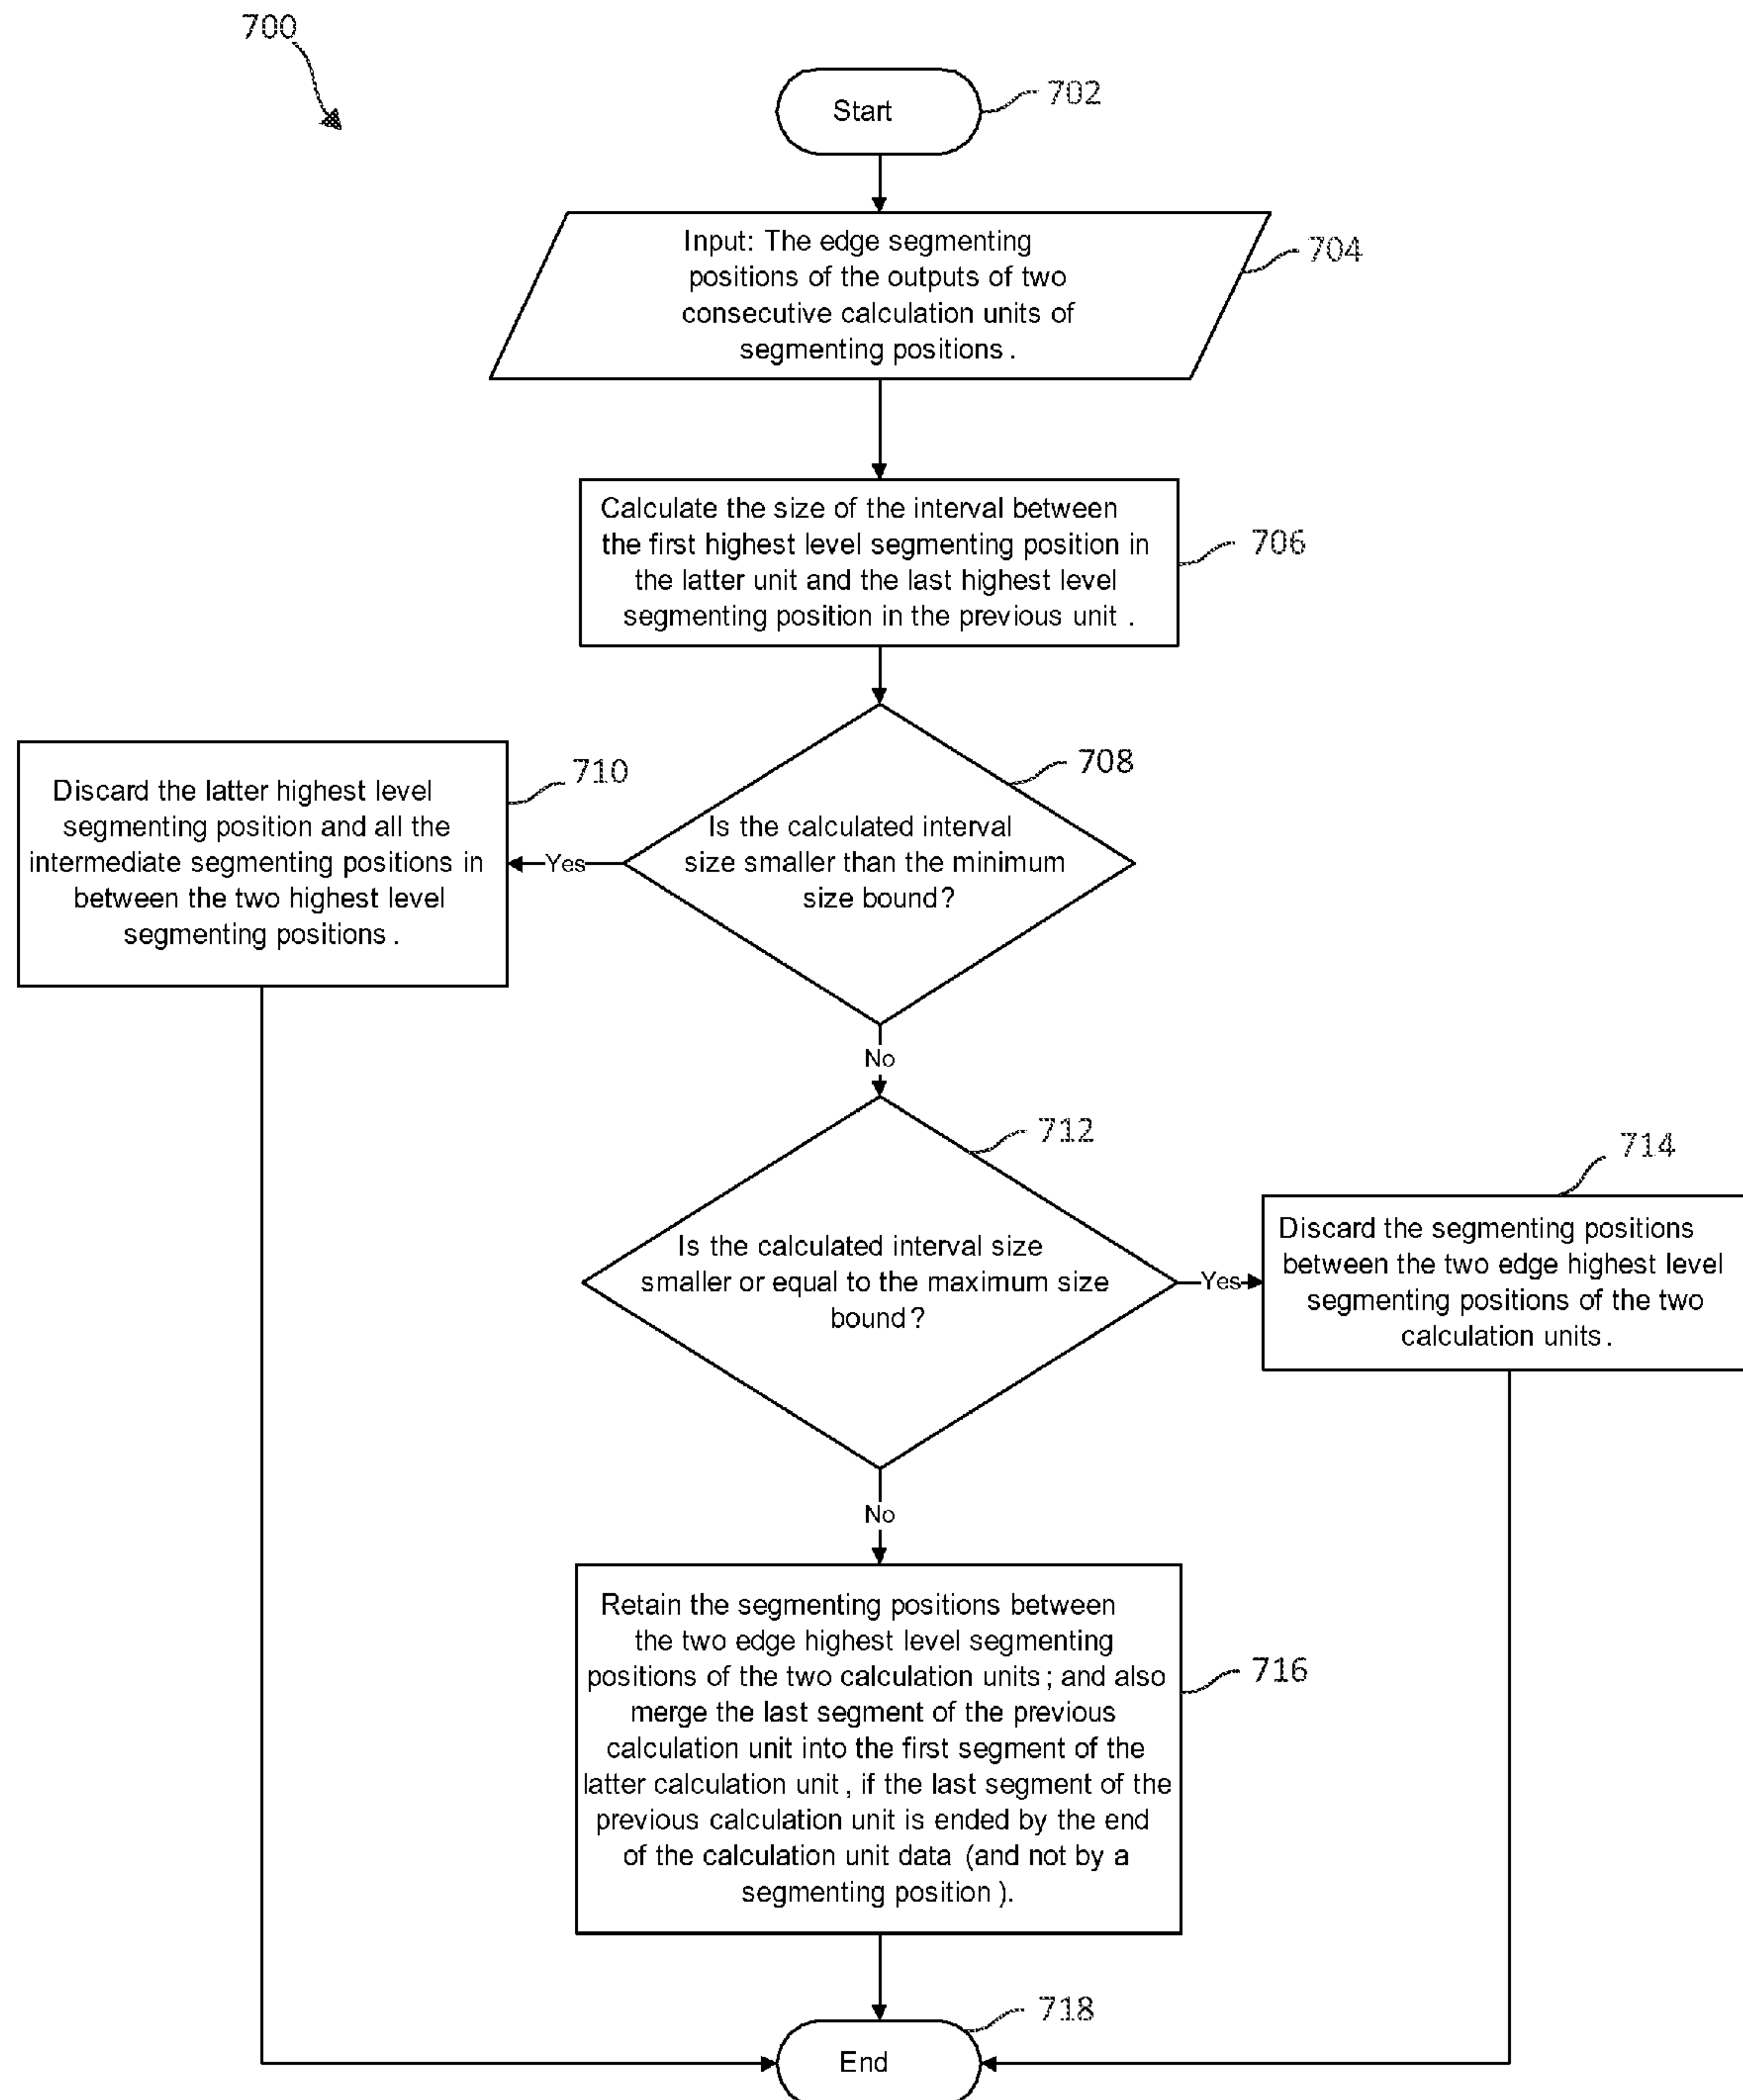 700
Start
702
Input: The edge segmenting
positions of the outputs of two
consecutive calculation units of
segmenting positions.
704
Calculate the size of the interval between
the first highest level segmenting position in
the latter unit and the last highest level
segmenting position in the previous unit.
706
708
Is the calculated interval
size smaller than the minimum
size bound?
Yes
710
Discard the latter highest level
segmenting position and all the
intermediate segmenting positions in
between the two highest level
segmenting positions.
No
712
Is the calculated interval size
smaller or equal to the maximum size
bound?
Yes
714
Discard the segmenting positions
between the two edge highest level
segmenting positions of the two
calculation units.
No
Retain the segmenting positions between
the two edge highest level segmenting
positions of the two calculation units; and also
merge the last segment of the previous
calculation unit into the first segment of the
latter calculation unit, if the last segment of the
previous calculation unit is ended by the end
of the calculation unit data (and not by a
segmenting position).
716
718
End